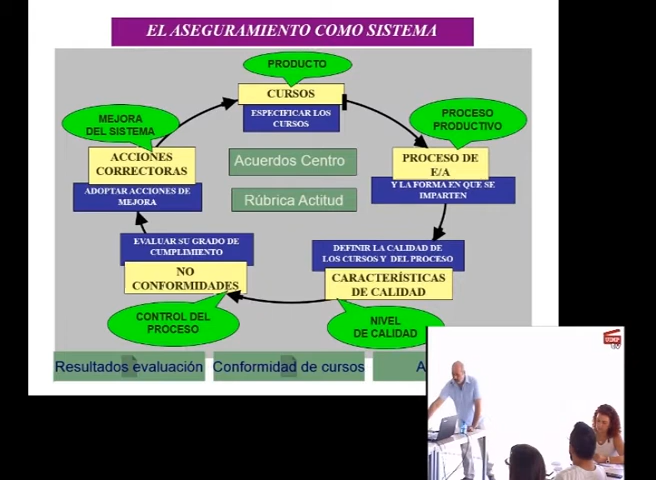 EL ASEGURAMIENTO COMO SISTEMA
PRODUCTO
CURSOS
ESPECIFICAR LOS
CURSOS
MEJORA
DEL SISTEMA
PROCESO
PRODUCTIVO
ACCIONES
CORRECTORAS
ADOPTAR ACCIONES DE
MEJORA
Acuerdos Centro
Rúbrica Actitud
PROCESO DE
E/A
Y LA FORMA EN QUE SE
IMPARTEN
EVALUAR SU GRADO DE
CUMPLIMIENTO
NO
CONFORMIDADES
DEFINIR LA CALIDAD DE
LOS CURSOS Y DEL PROCESO
CARACTERÍSTICAS
DE CALIDAD
CONTROL DEL
PROCESO
NIVEL
DE CALIDAD
Resultados evaluación
Conformidad de cursos